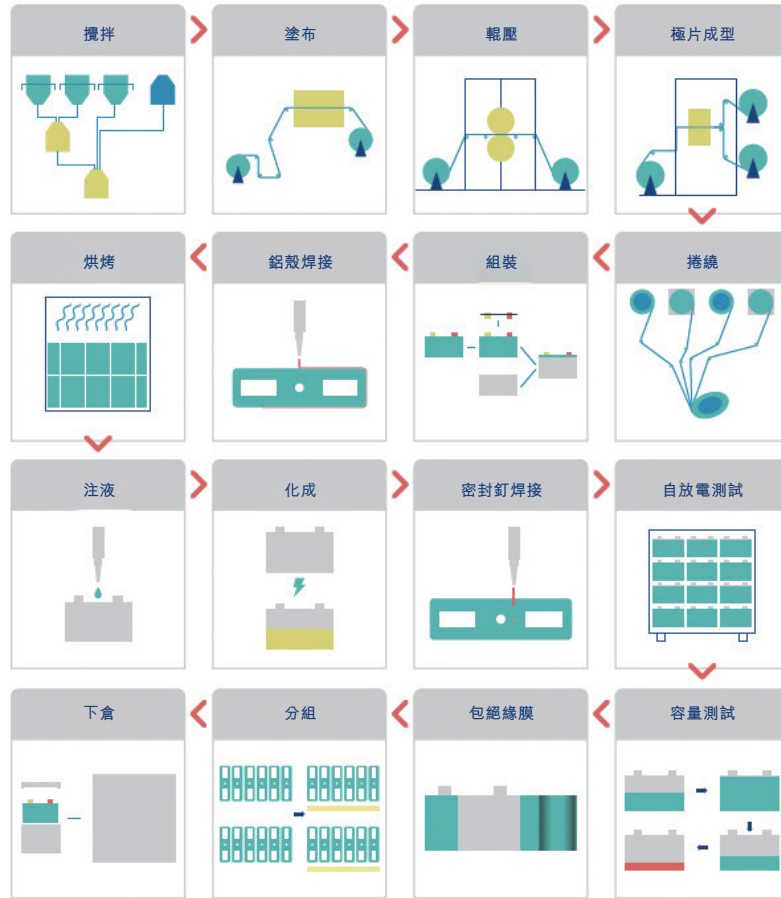 攪拌
塗布
輥壓
極片成型
捲繞
組裝
鋁殼焊接
烘烤
注液
化成
密封釘焊接
自放電測試
容量測試
包絕緣膜
分組
下倉